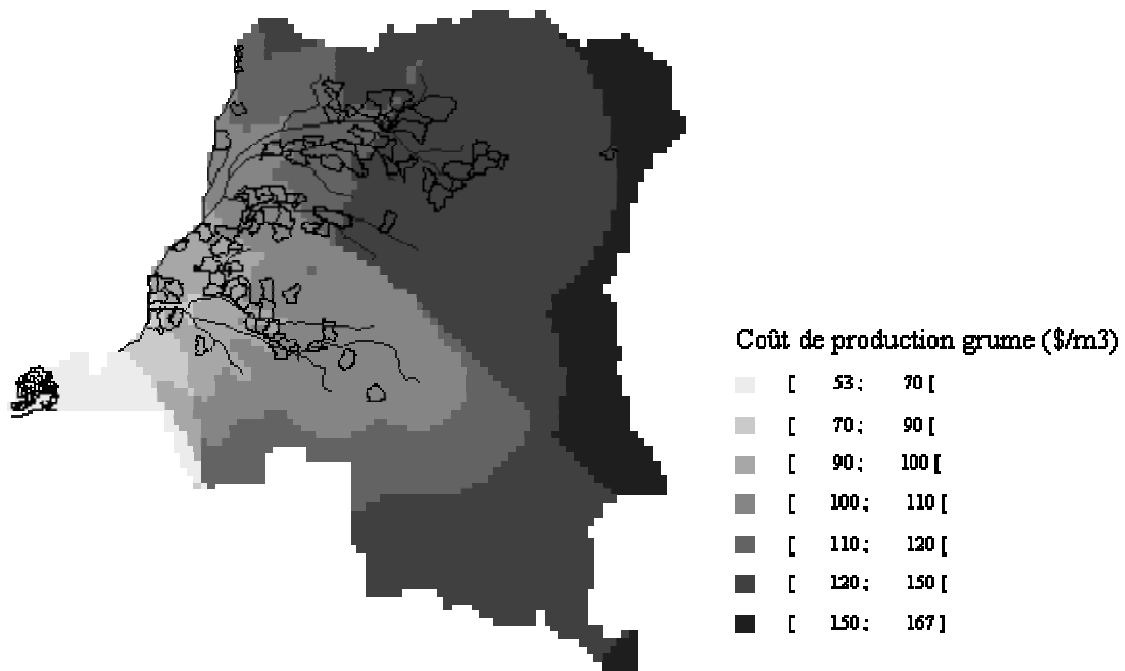 Coût de production grume ($/m3)
[ 53 ; 70 [
[ 70 ; 90 [
[ 90 ; 100 [
[ 100 ; 110 [
[ 110 ; 120 [
[ 120 ; 150 [
[ 150 ; 167 ]